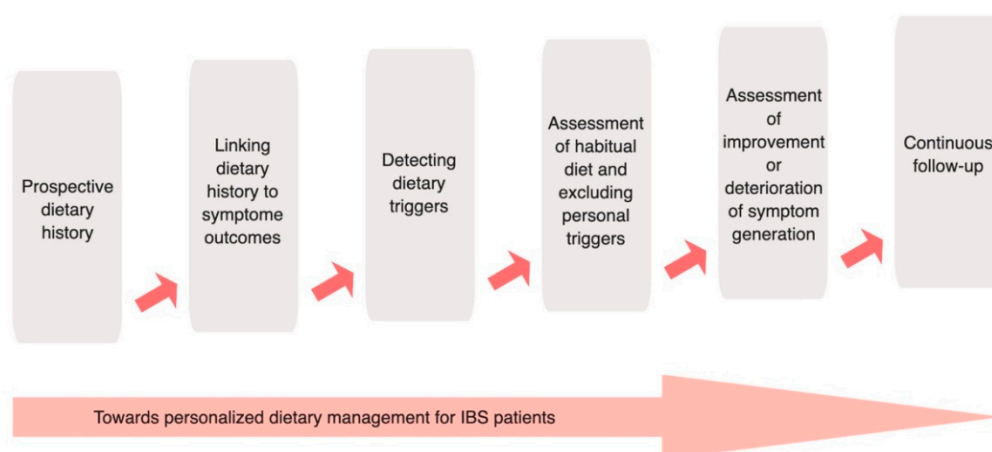 Prospective
dietary
history
Linking
dietary
history to
symptome
outcomes
Detecting
dietary
triggers
Assessment
of habitual
diet and
excluding
personal
triggers
Assessment
of
improvement
or
deterioration
of symptom
generation
Continuous
follow-up
Towards personalized dietary management for IBS patients